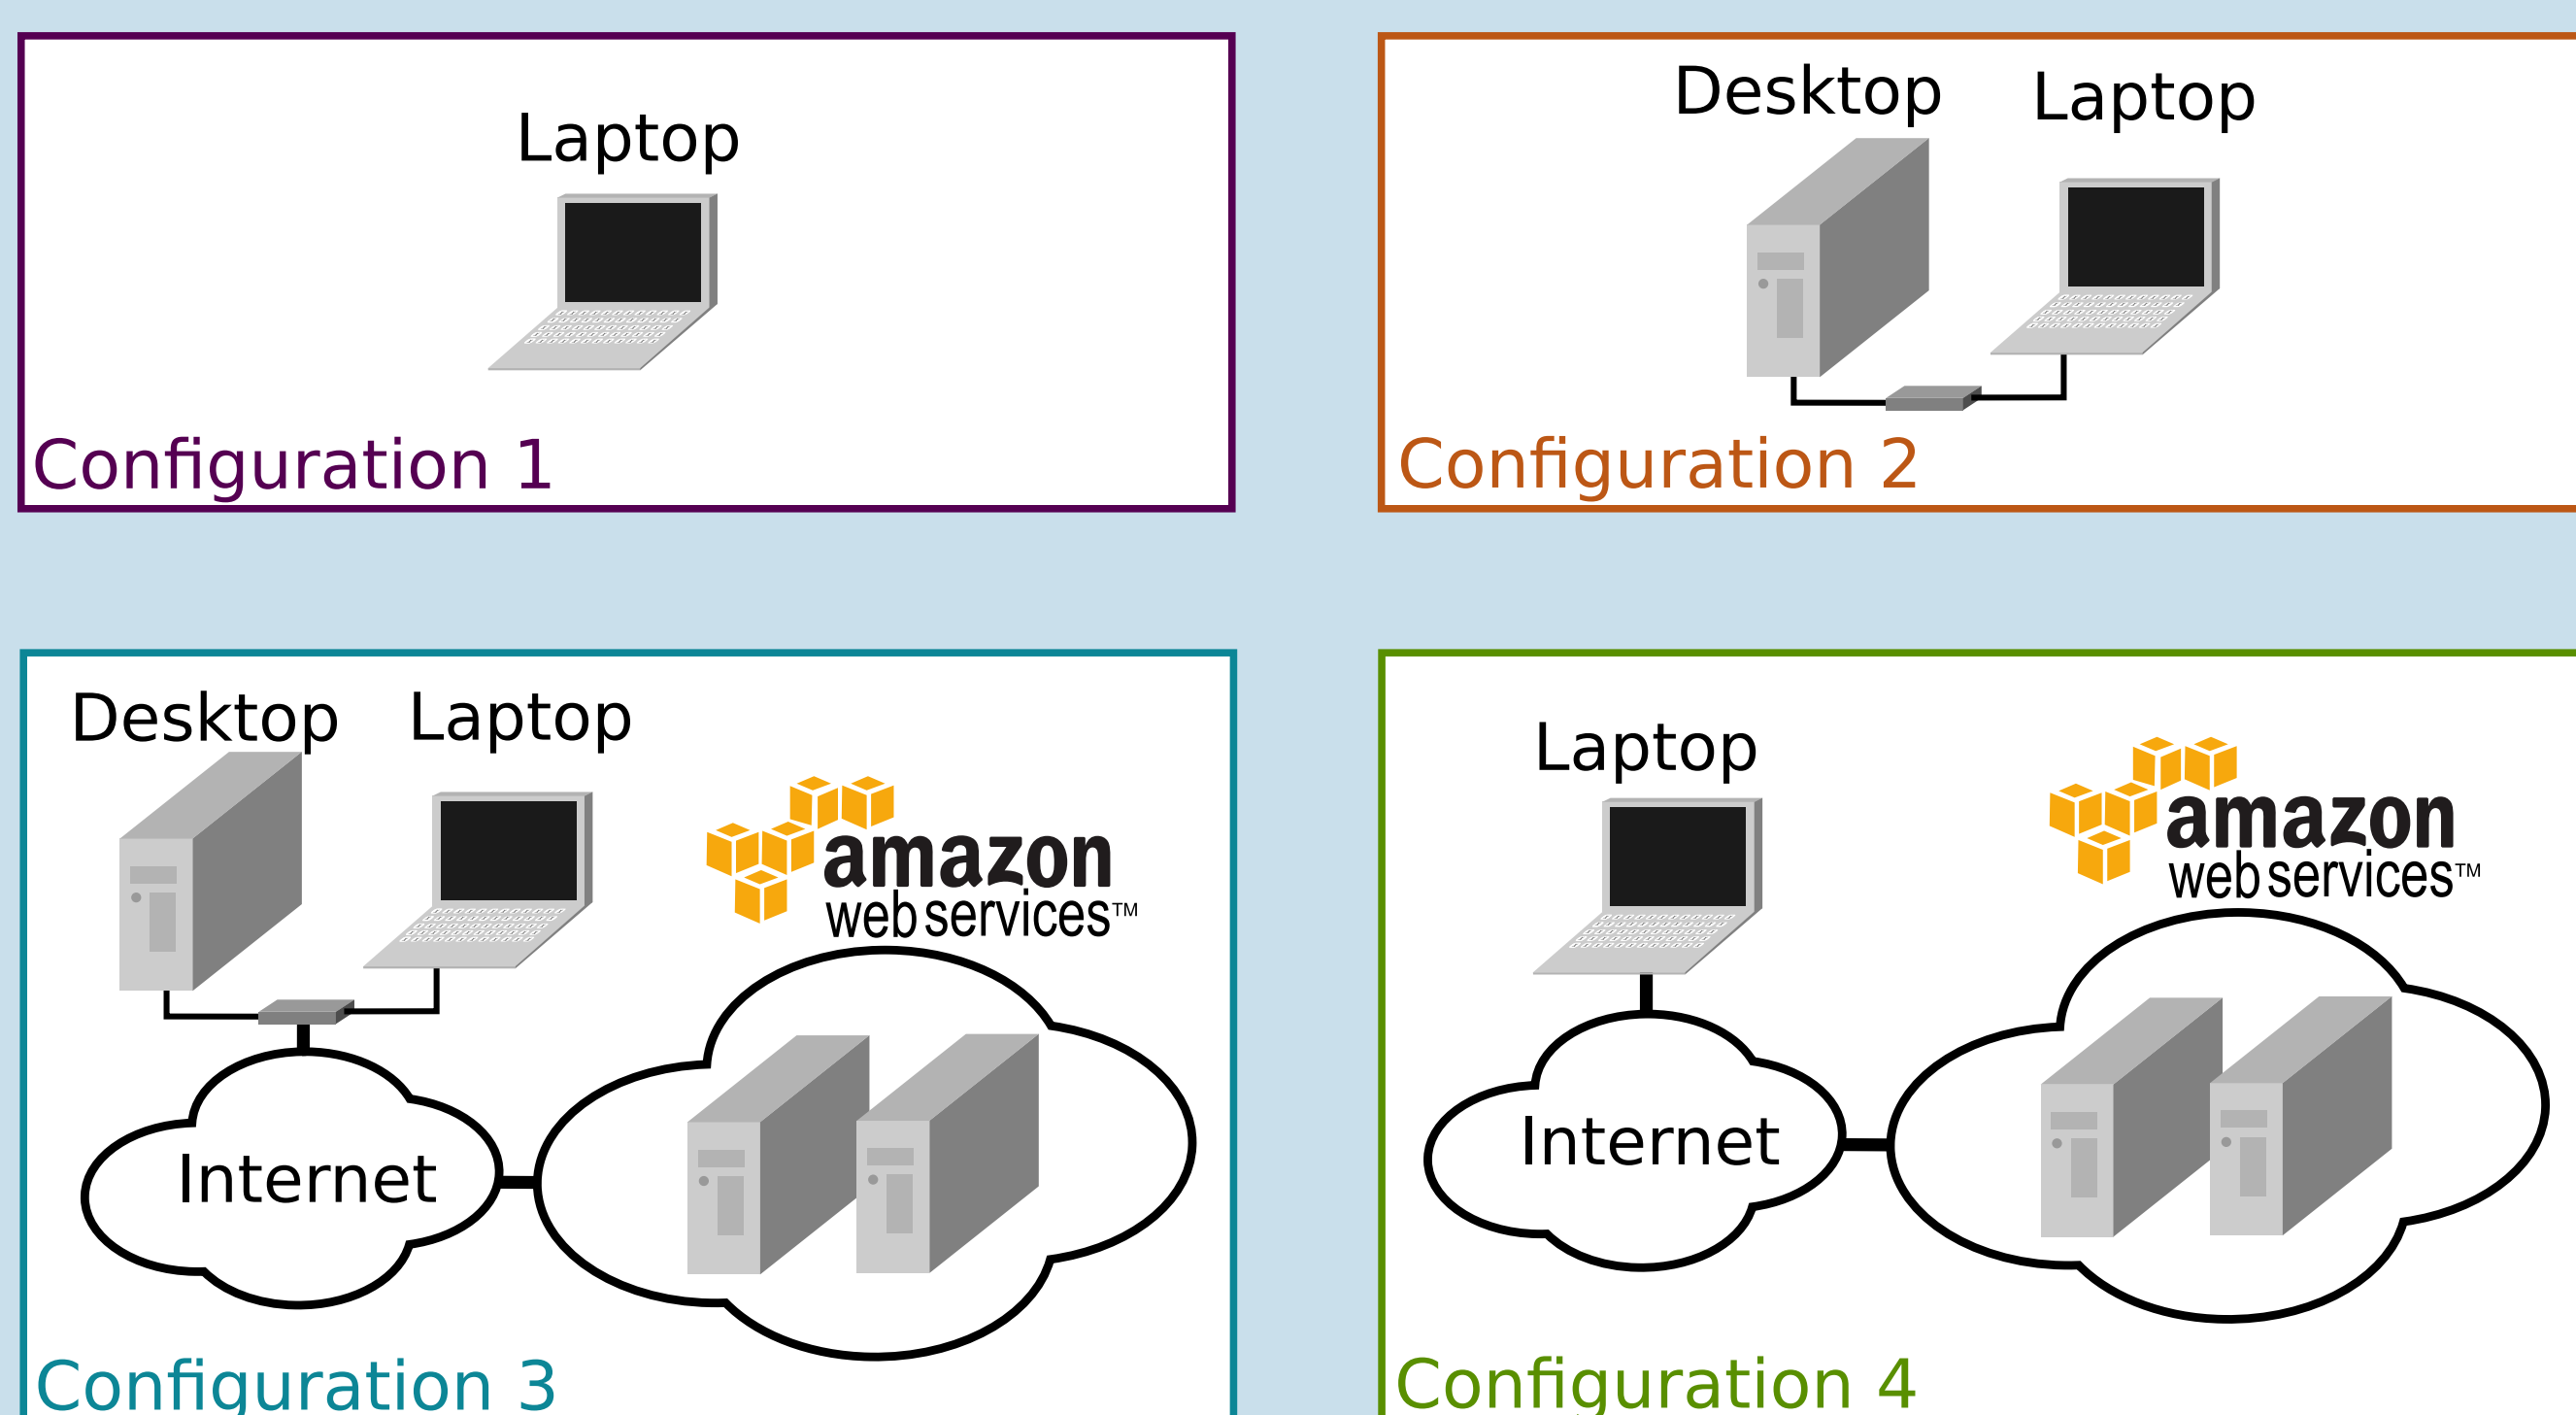 Laptop
Configuration 1
Desktop Laptop
Configuration 2
Desktop Laptop
amazon
web services™
Internet
Configuration 3
Laptop
amazon
web services™
Internet
Configuration 4